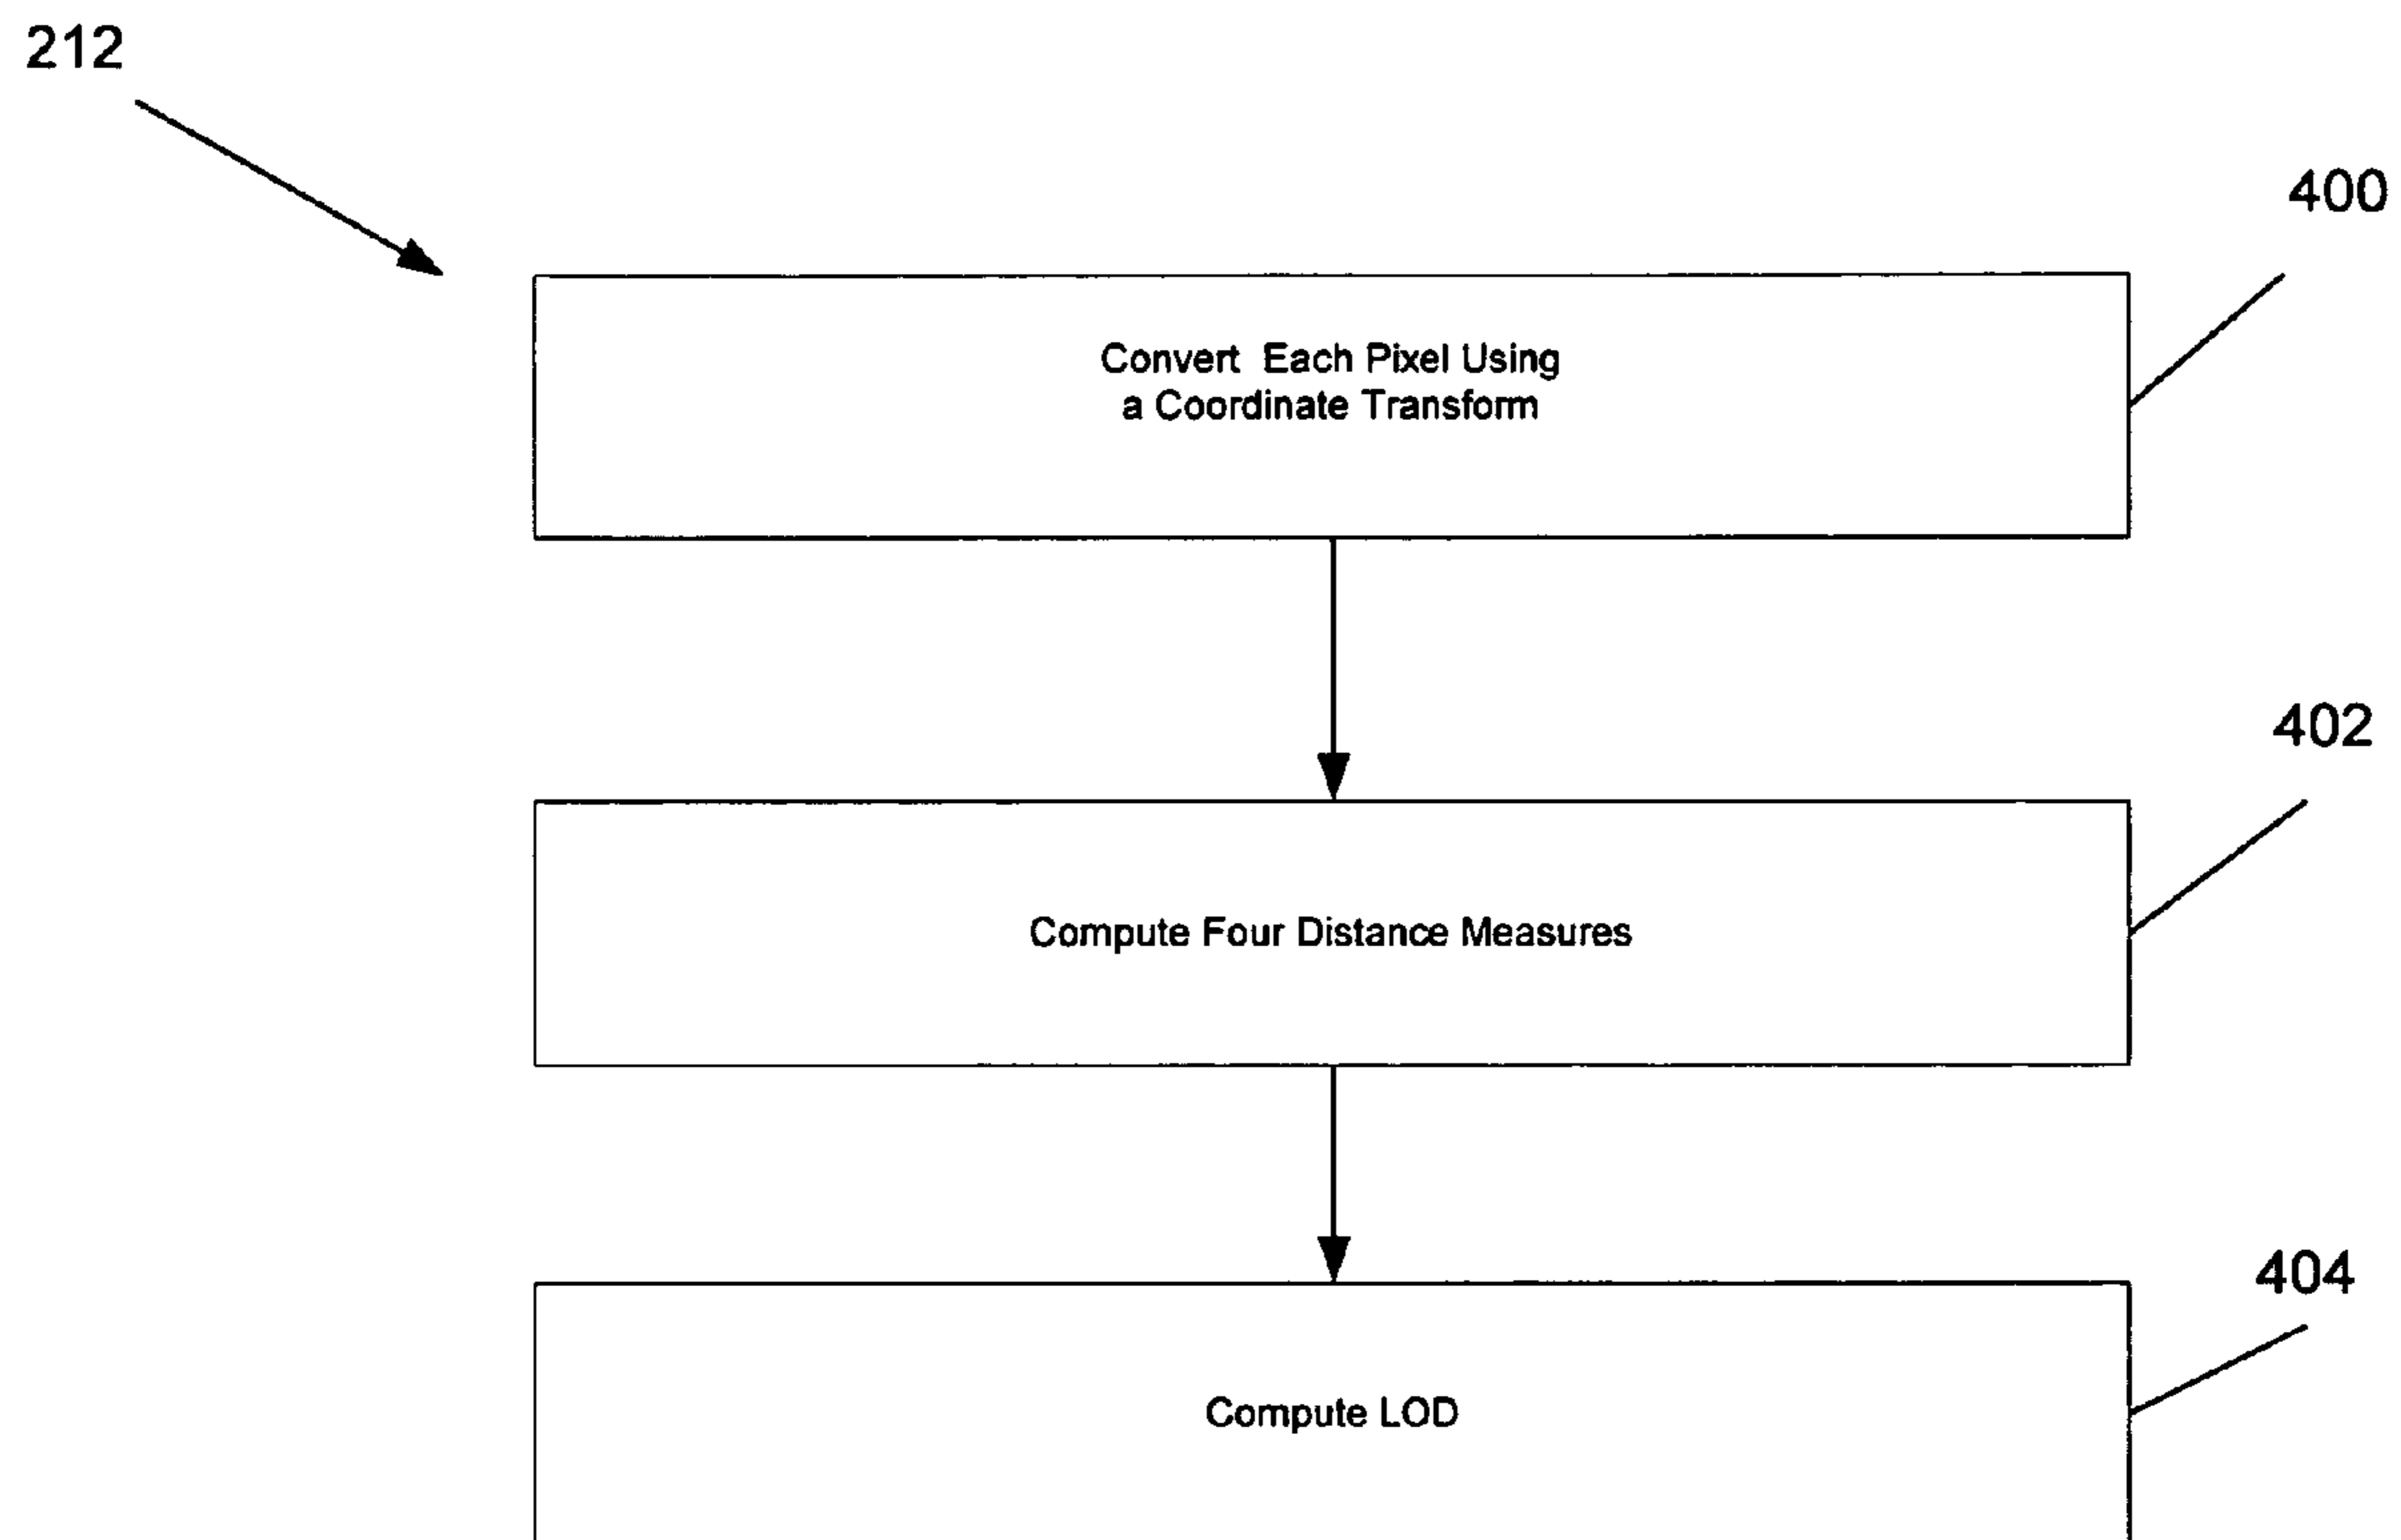 212
400
Convert Each Pixel Using
a Coordinate Transform
402
Compute Four Distance Measures
404
Compute LOD